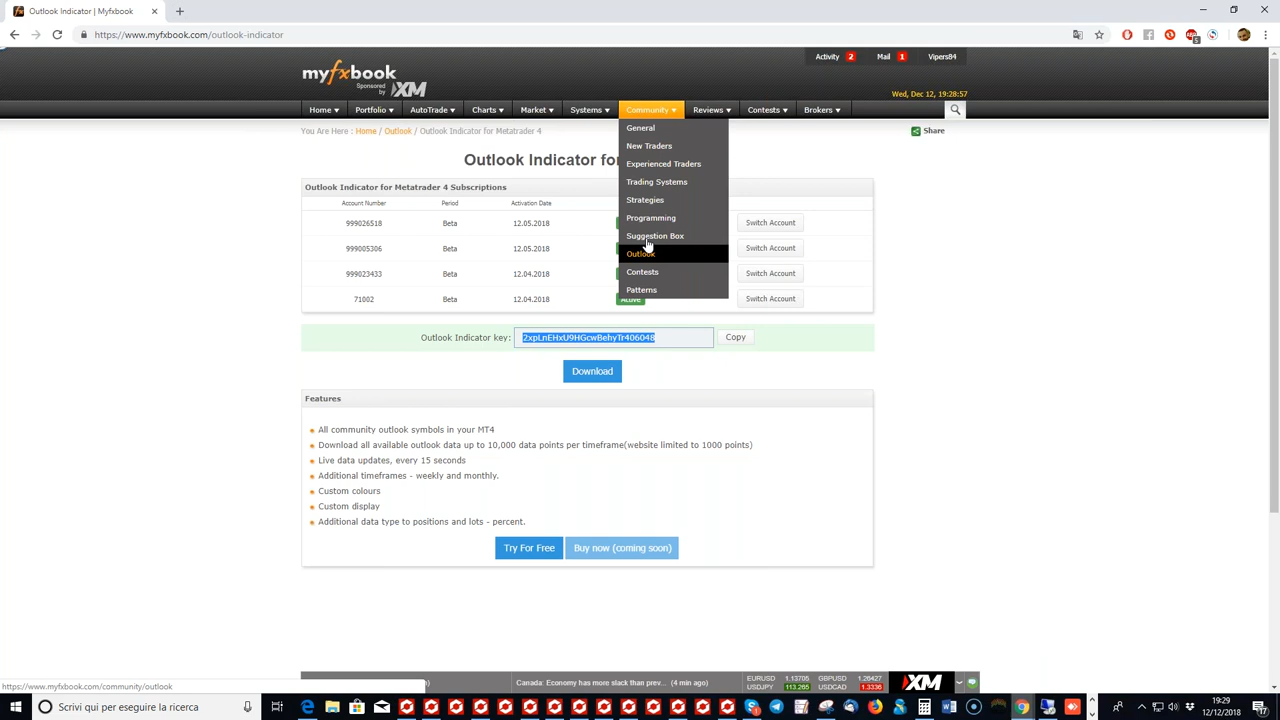 Outlook Indicator | Myfxbook
https://www.myfxbook.com/outlook-indicator
Activity 2 Mail 1 Vipers84
myfxbook
Sponsored by XM
Wed, Dec 12, 19:28:57
Home Portfolio AutoTrade Charts Market Systems Community Reviews Contests Brokers
You Are Here : Home / Outlook / Outlook Indicator for Metatrader 4
Share
General
New Traders
Experienced Traders
Trading Systems
Strategies
Programming
Suggestion Box
Outlook
Contests
Patterns
Outlook Indicator fo
Outlook Indicator for Metatrader 4 Subscriptions
Account Number Period Activation Date
999026518 Beta 12.05.2018 Switch Account
999005306 Beta 12.05.2018 Switch Account
999023433 Beta 12.04.2018 Switch Account
71002 Beta 12.04.2018 Active Switch Account
Outlook Indicator key: 2xpLnEHxU9HGcwBehyTr406048 Copy
Download
Features
All community outlook symbols in your MT4
Download all available outlook data up to 10,000 data points per timeframe(website limited to 1000 points)
Live data updates, every 15 seconds
Additional timeframes - weekly and monthly.
Custom colours
Custom display
Additional data type to positions and lots - percent.
Try For Free Buy now (coming soon)
Canada: Economy has more slack than prev... (4 min ago)
EURUSD 1.13705 GBPUSD 1.26427
USDJPY 113.265 USDCAD 1.3336
XM
https://www.myfxbook.com/community/outlook
Scrivi qui per eseguire la ricerca
19:29
12/12/2018